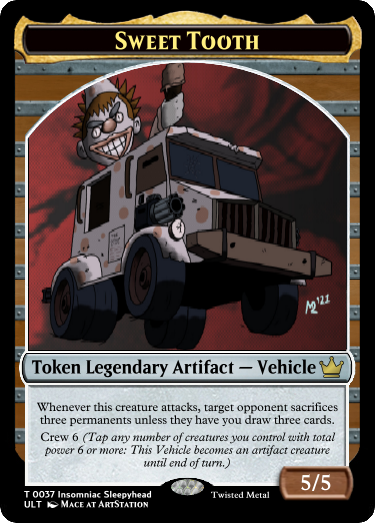 Sweet Tooth
MZ '21
Token Legendary Artifact — Vehicle
Whenever this creature attacks, target opponent sacrifices
three permanents unless they have you draw three cards.
Crew 6 (Tap any number of creatures you control with total
power 6 or more: This Vehicle becomes an artifact creature
until end of turn.)
5/5
T 0037 Insomniac Sleepyhead
ULT Mace at ArtStation
Twisted Metal